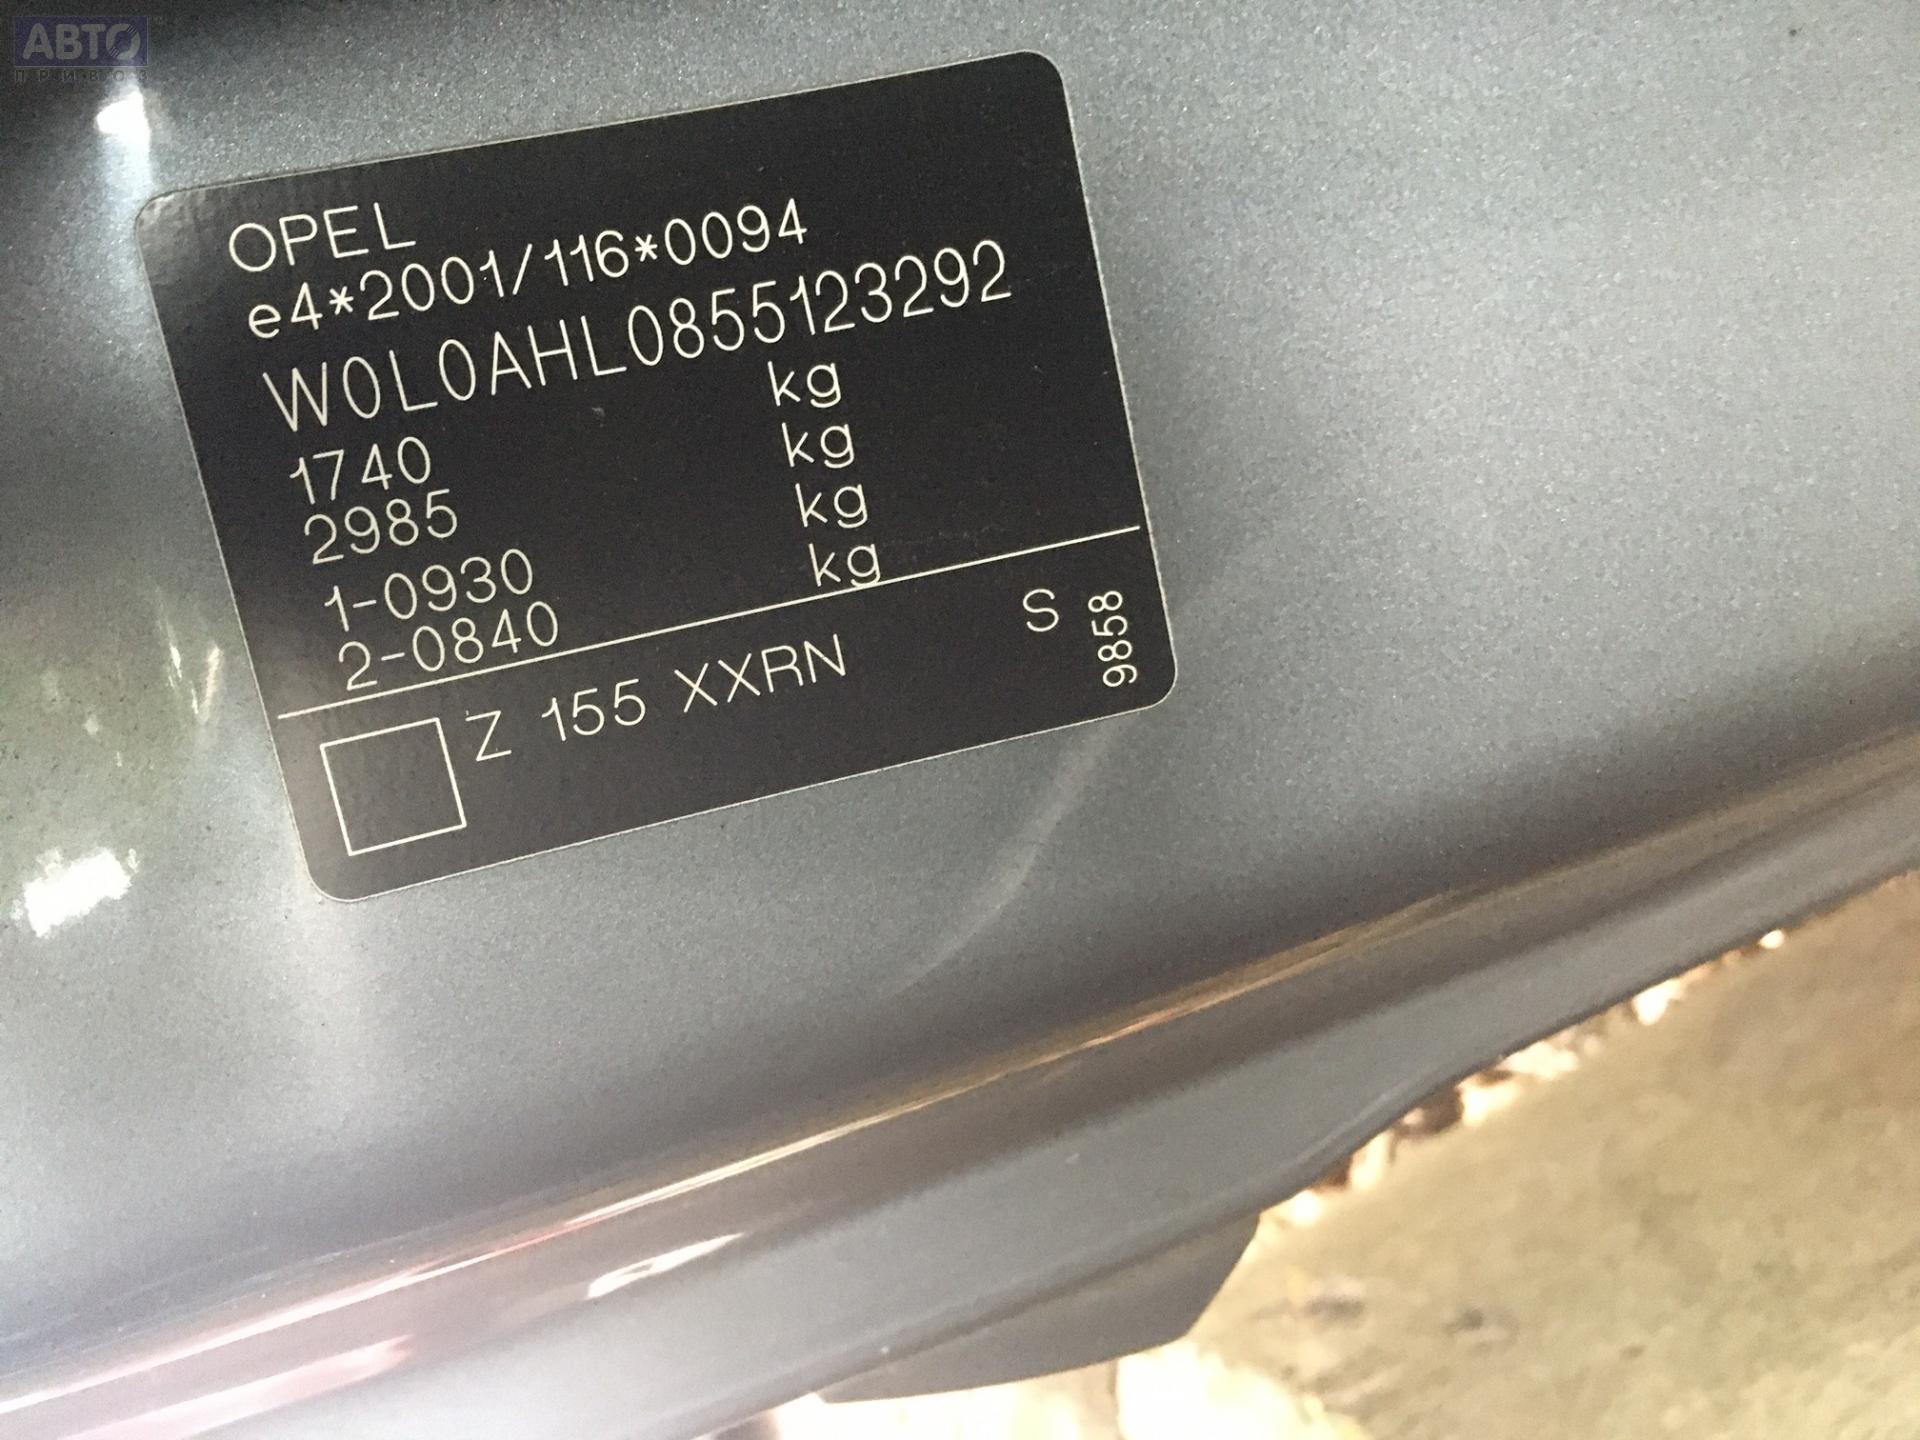 АВТО
ПРИВОЗ
OPEL
e4*2001/116*0094
W0L0AHL0855123292
1740 kg
2985 kg
1-0930 kg
2-0840 kg
Z 155 XXRN S
9858